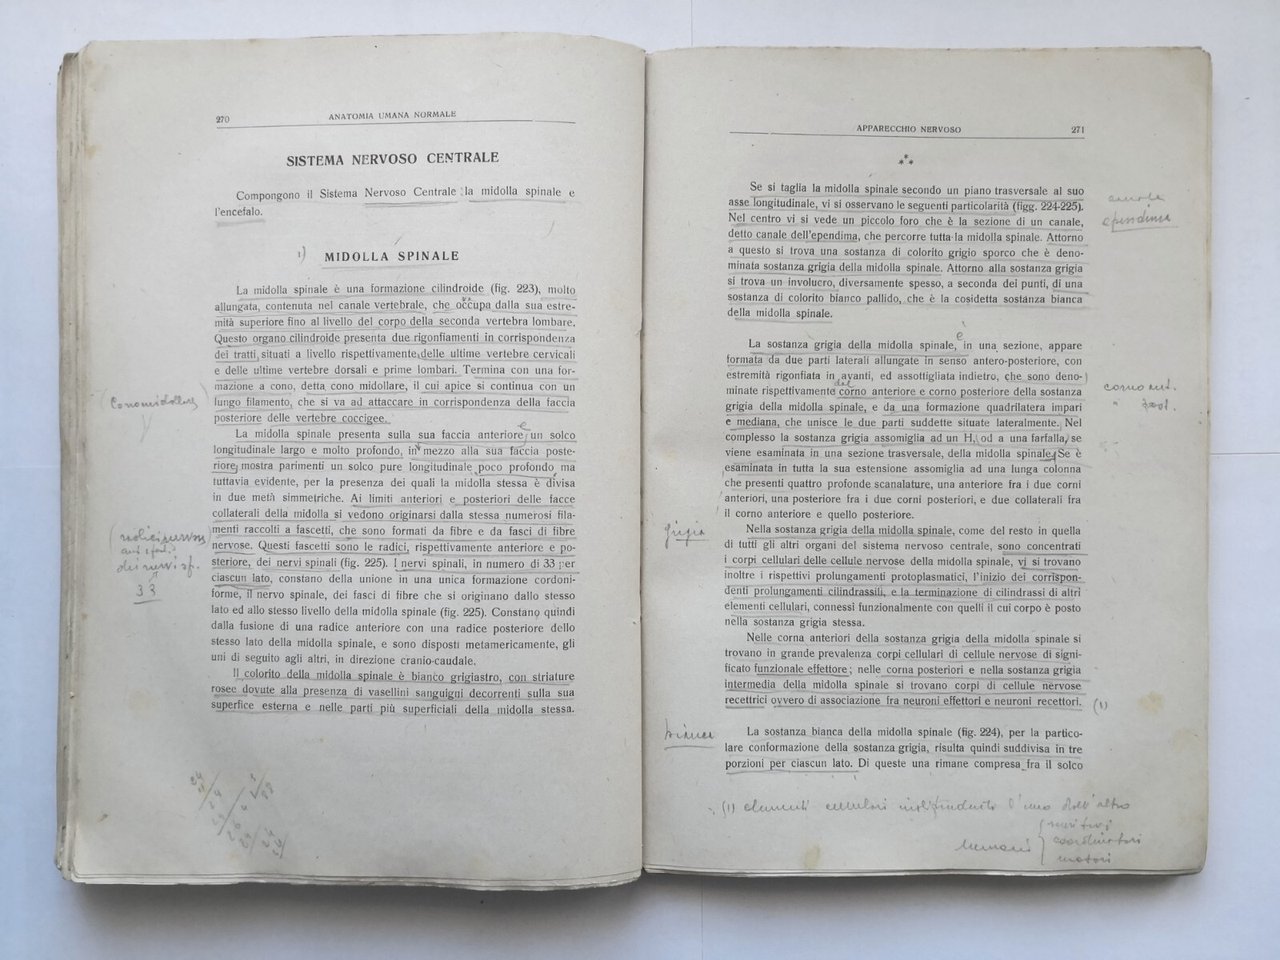 270
ANATOMIA UMANA NORMALE
SISTEMA NERVOSO CENTRALE
Compongono il Sistema Nervoso Centrale : la midolla spinale e
l'encefalo.
1)
MIDOLLA SPINALE
La midolla spinale è una formazione cilindroide (fig. 223), molto
allungata, contenuta nel canale vertebrale, che occupa dalla sua estre-
mità superiore fino al livello del corpo della seconda vertebra lombare.
Questo organo cilindroide presenta due rigonfiamenti in corrispondenza
dei tratti, situati a livello rispettivamente delle ultime vertebre cervicali
e delle ultime vertebre dorsali e prime lombari. Termina con una for-
mazione a cono, detta cono midollare, il cui apice si continua con un
lungo filamento, che si va ad attaccare in corrispondenza della faccia
posteriore delle vertebre coccigee.
La midolla spinale presenta sulla sua faccia anteriore un solco
longitudinale largo e molto profondo, in mezzo alla sua faccia poste-
riore mostra parimenti un solco pure longitudinale poco profondo ma
tuttavia evidente, per la presenza dei quali la midolla stessa è divisa
in due metà simmetriche. Ai limiti anteriori e posteriori delle facce
collaterali della midolla si vedono originarsi dalla stessa numerosi fila-
menti raccolti a fascetti, che sono formati da fibre e da fasci di fibre
nervose. Questi fascetti sono le radici, rispettivamente anteriore e po-
steriore, dei nervi spinali (fig. 225). I nervi spinali, in numero di 33 per
ciascun lato, constano della unione in una unica formazione cordoni-
forme, il nervo spinale, dei fasci di fibre che si originano dallo stesso
lato ed allo stesso livello della midolla spinale (fig. 225). Constano quindi
dalla fusione di una radice anteriore con una radice posteriore dello
stesso lato della midolla spinale, e sono disposti metamericamente, gli
uni di seguito agli altri, in direzione cranio-caudale.
Il colorito della midolla spinale è bianco grigiastro, con striature
rosee dovute alla presenza di vasellini sanguigni decorrenti sulla sua
superfice esterna e nelle parti più superficiali della midolla stessa.
33
APPARECCHIO NERVOSO
271
Se si taglia la midolla spinale secondo un piano trasversale al suo
asse longitudinale, vi si osservano le seguenti particolarità (figg. 224-225).
Nel centro vi si vede un piccolo foro che è la sezione di un canale,
detto canale dell'ependima, che percorre tutta la midolla spinale. Attorno
a questo si trova una sostanza di colorito grigio sporco che è deno-
minata sostanza grigia della midolla spinale. Attorno alla sostanza grigia
si trova un involucro, diversamente spesso, a seconda dei punti, di una
sostanza di colorito bianco pallido, che è la cosidetta sostanza bianca
della midolla spinale.
La sostanza grigia della midolla spinale, in una sezione, appare
formata da due parti laterali allungate in senso antero-posteriore, con
estremità rigonfiata in avanti, ed assottigliata indietro, che sono deno-
minate rispettivamente corno anteriore e corno posteriore della sostanza
grigia della midolla spinale, e da una formazione quadrilatera impari
e mediana, che unisce le due parti suddette situate lateralmente. Nel
complesso la sostanza grigia assomiglia ad un H, od a una farfalla, se
viene esaminata in una sezione trasversale, della midolla spinale. Se è
esaminata in tutta la sua estensione assomiglia ad una lunga colonna
che presenti quattro profonde scanalature, una anteriore fra i due corni
anteriori, una posteriore fra i due corni posteriori, e due collaterali fra
il corno anteriore e quello posteriore.
Nella sostanza grigia della midolla spinale, come del resto in quella
di tutti gli altri organi del sistema nervoso centrale, sono concentrati
i corpi cellulari delle cellule nervose della midolla spinale, vi si trovano
inoltre i rispettivi prolungamenti protoplasmatici, l'inizio dei corrispon-
denti prolungamenti cilindrassili, e la terminazione di cilindrassi di altri
elementi cellulari, connessi funzionalmente con quelli il cui corpo è posto
nella sostanza grigia stessa.
Nelle corna anteriori della sostanza grigia della midolla spinale si
trovano in grande prevalenza corpi cellulari di cellule nervose di signi-
ficato funzionale effettore ; nelle corna posteriori e nella sostanza grigia
intermedia della midolla spinale si trovano corpi di cellule nervose
recettrici ovvero di associazione fra neuroni effettori e neuroni recettori.
(1)
La sostanza bianca della midolla spinale (fig. 224), per la partico-
lare conformazione della sostanza grigia, risulta quindi suddivisa in tre
porzioni per ciascun lato. Di queste una rimane compresa fra il solco
ependima
corno ant.
" post.
grigia
bianca
(1) elementi cellulari l'uno dall'altro
motori